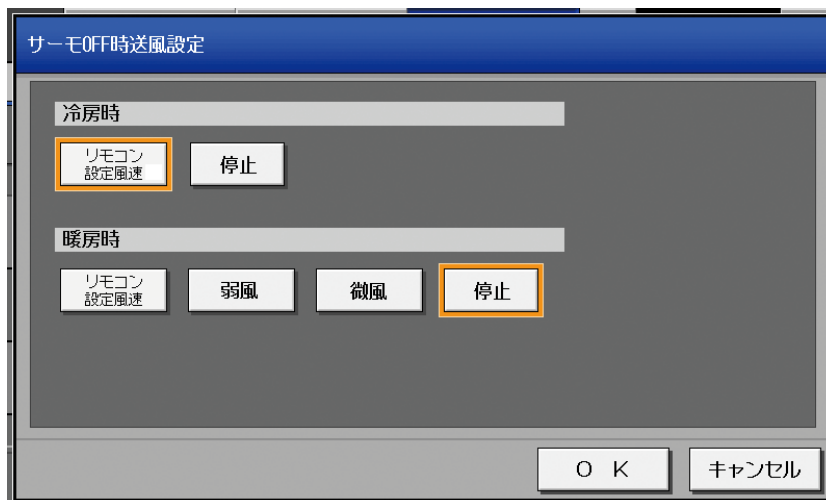 サーモOFF時送風設定
冷房時
リモコン
設定風速
停止
暖房時
リモコン
設定風速
弱風
微風
停止
OK
キャンセル